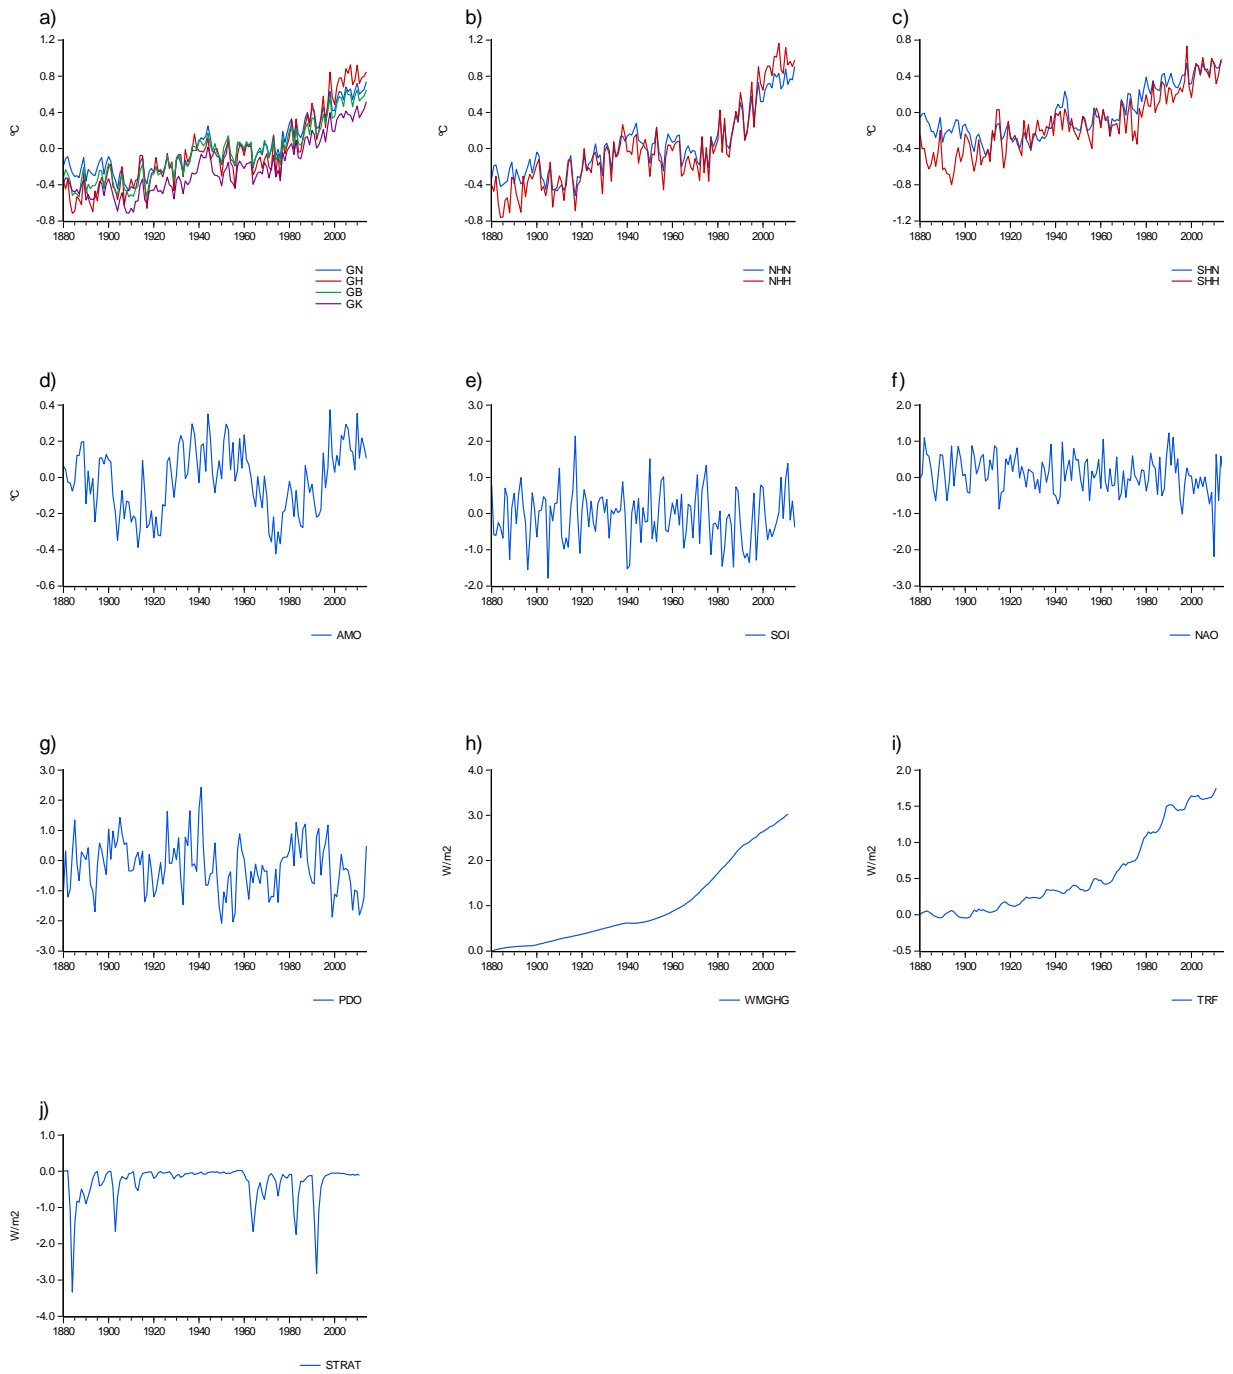 a)
b)
c)
ºC
1.2
0.8
0.4
0.0
-0.4
-0.8
1880 1900 1920 1940 1960 1980 2000
GN
GH
GB
GK
ºC
1.2
0.8
0.4
0.0
-0.4
-0.8
1880 1900 1920 1940 1960 1980 2000
NHN
NHH
ºC
0.8
0.4
0.0
-0.4
-0.8
-1.2
1880 1900 1920 1940 1960 1980 2000
SHN
SHH
d)
e)
f)
ºC
0.4
0.2
0.0
-0.2
-0.4
-0.6
1880 1900 1920 1940 1960 1980 2000
AMO
3.0
2.0
1.0
0.0
-1.0
-2.0
1880 1900 1920 1940 1960 1980 2000
SOI
2.0
1.0
0.0
-1.0
-2.0
-3.0
1880 1900 1920 1940 1960 1980 2000
NAO
g)
h)
i)
3.0
2.0
1.0
0.0
-1.0
-2.0
-3.0
1880 1900 1920 1940 1960 1980 2000
PDO
W/m2
4.0
3.0
2.0
1.0
0.0
1880 1900 1920 1940 1960 1980 2000
WMGHG
W/m2
2.0
1.5
1.0
0.5
0.0
-0.5
1880 1900 1920 1940 1960 1980 2000
TRF
j)
W/m2
1.0
0.0
-1.0
-2.0
-3.0
-4.0
1880 1900 1920 1940 1960 1980 2000
STRAT